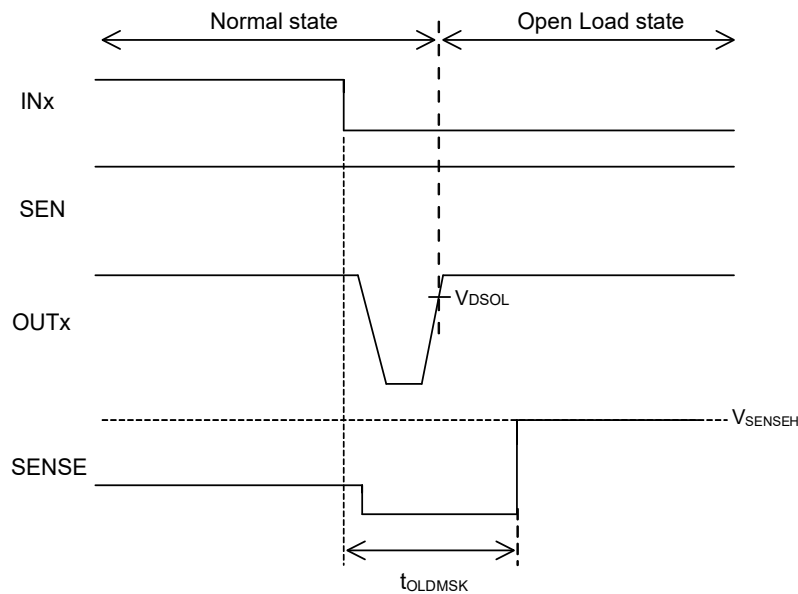 Normal state
Open Load state
INx
SEN
OUTx
VDSOL
VSENSEH
SENSE
tOLDMSK